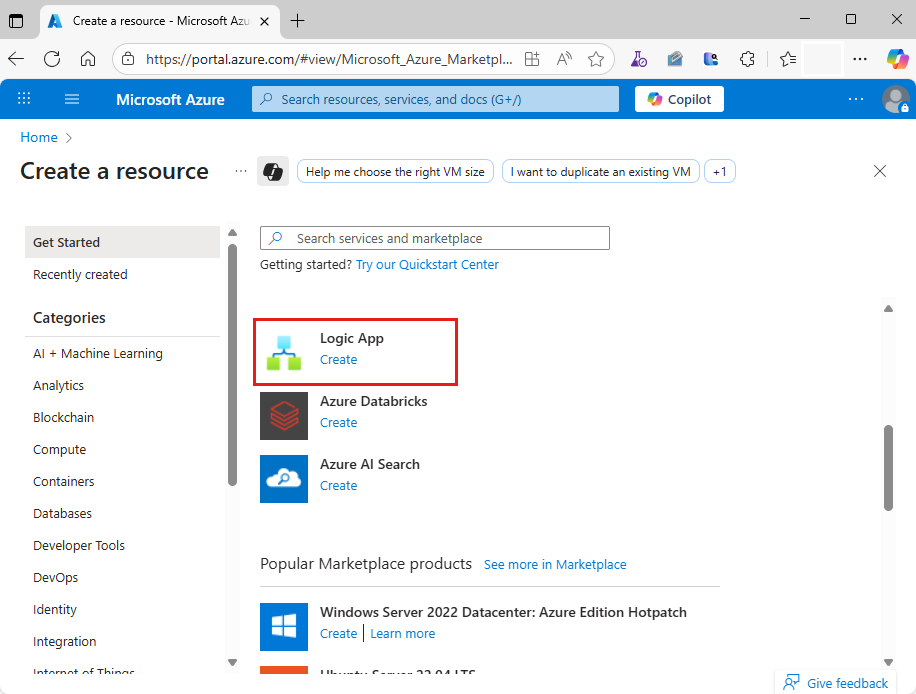 Create a resource - Microsoft Azu
https://portal.azure.com/#view/Microsoft_Azure_Marketpl...
Microsoft Azure
Search resources, services, and docs (G+/)
Copilot
Home
Create a resource
Help me choose the right VM size
I want to duplicate an existing VM
+1
Get Started
Recently created
Categories
AI + Machine Learning
Analytics
Blockchain
Compute
Containers
Databases
Developer Tools
DevOps
Identity
Integration
Internet of Things
Search services and marketplace
Getting started? Try our Quickstart Center
Logic App
Create
Azure Databricks
Create
Azure AI Search
Create
Popular Marketplace products See more in Marketplace
Windows Server 2022 Datacenter: Azure Edition Hotpatch
Create | Learn more
Ubuntu Server 22.04 LTS
Give feedback